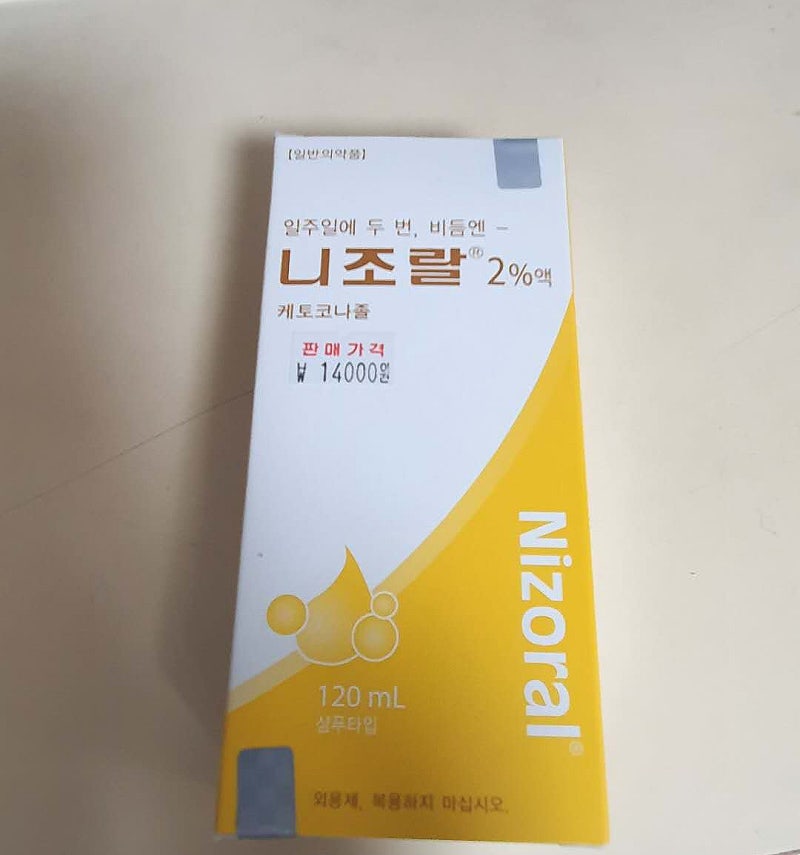 【일반의약품】
일주일에 두 번, 비듬엔 –
니조랄® 2%액
케토코나졸
판매가격
₩ 14000원
Nizoral®
120 mL
샴푸타입
외용제, 복용하지 마십시오.